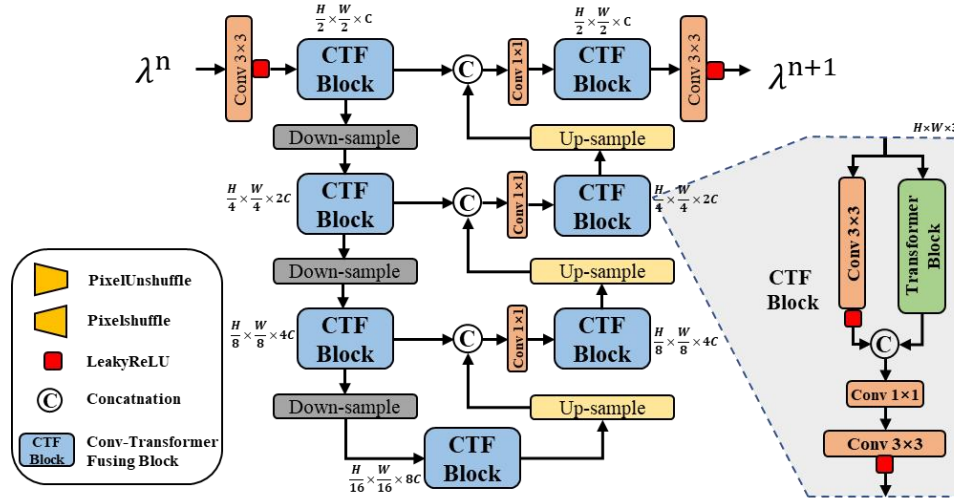 H/2 × W/2 × C
H/2 × W/2 × C
λⁿ
Conv 3×3
CTF
Block
C
Conv 1×1
CTF
Block
Conv 3×3
λⁿ⁺¹
Down-sample
Up-sample
H×W×3
H/4 × W/4 × 2C
CTF
Block
C
Conv 1×1
CTF
Block
H/4 × W/4 × 2C
Down-sample
Up-sample
H/8 × W/8 × 4C
CTF
Block
C
Conv 1×1
CTF
Block
H/8 × W/8 × 4C
Down-sample
Up-sample
CTF
Block
H/16 × W/16 × 8C
PixelUnshuffle
Pixelshuffle
LeakyReLU
C
Concatnation
CTF
Block
Conv-Transformer
Fusing Block
CTF
Block
Conv 3×3
Transformer
Block
C
Conv 1×1
Conv 3×3